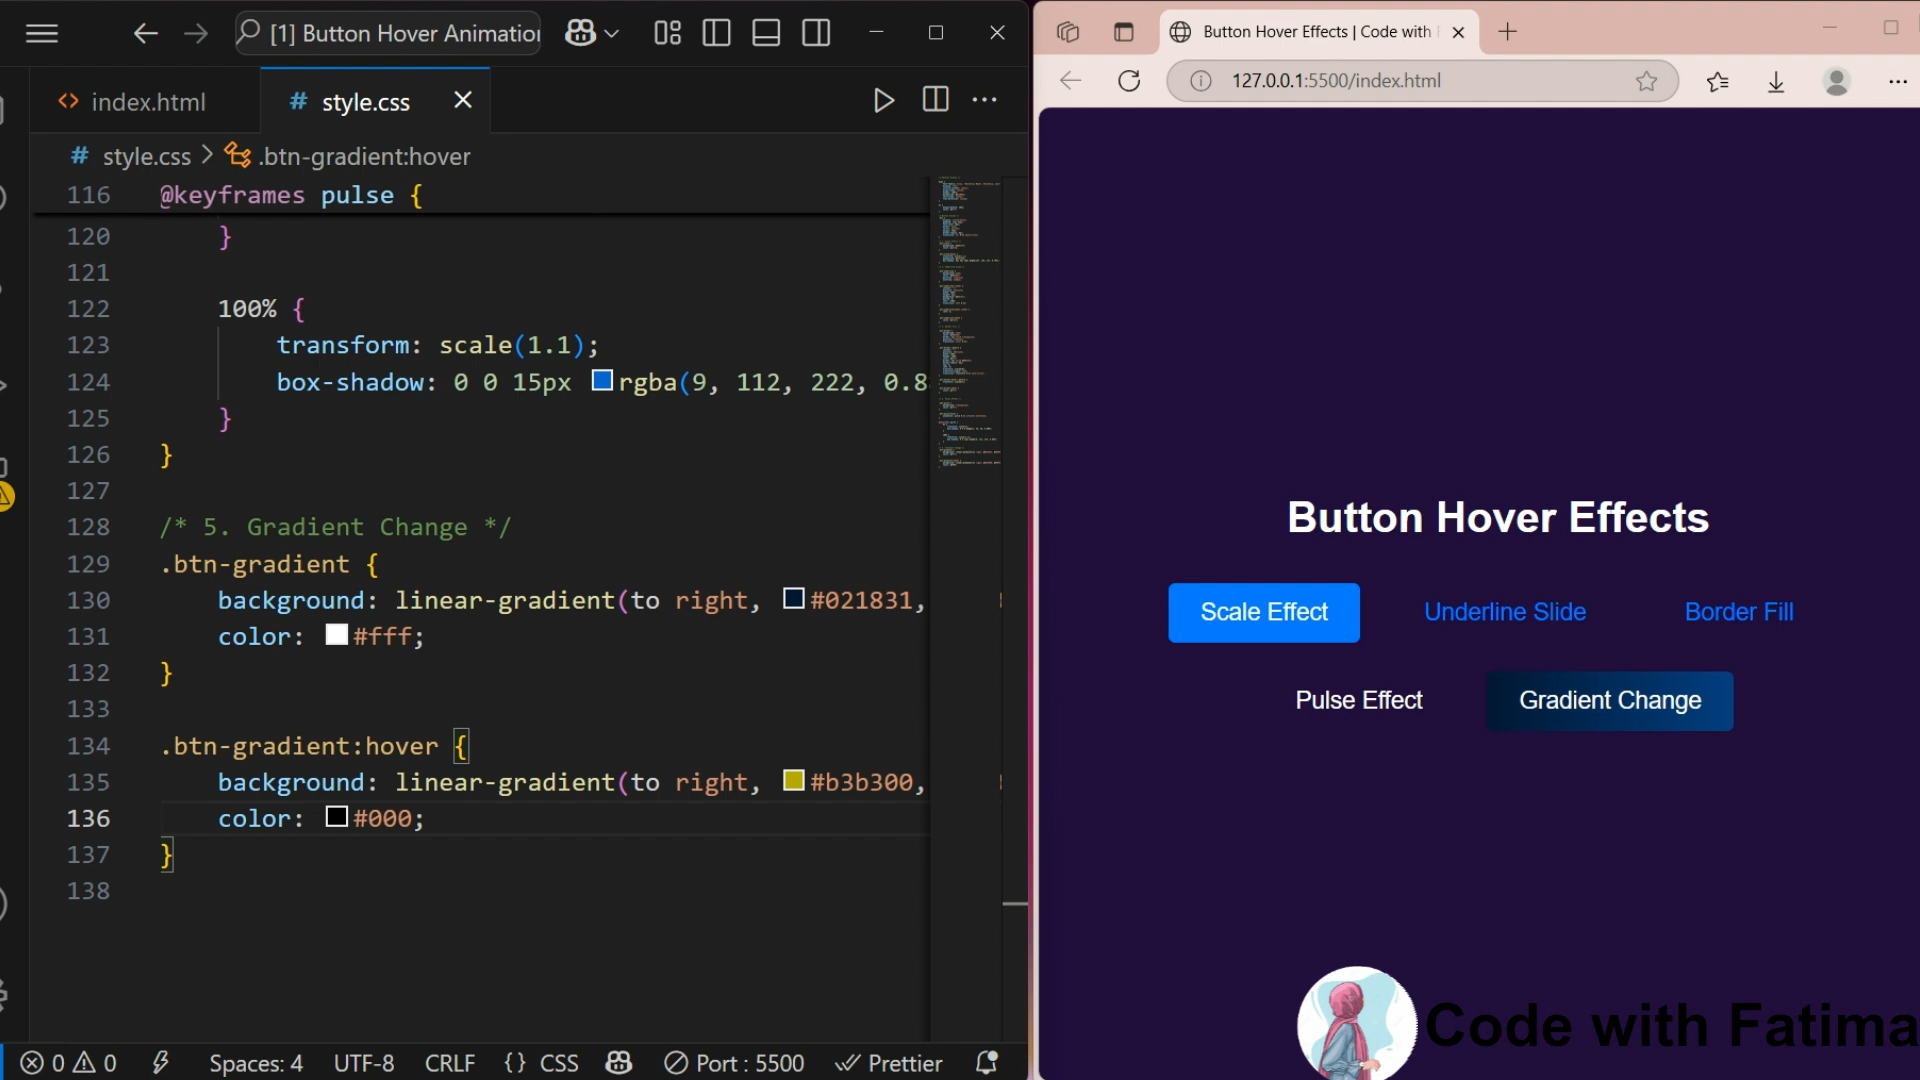 [1] Button Hover Animation
index.html
style.css
style.css > .btn-gradient:hover
116 @keyframes pulse {
120 }
121
122 100% {
123 transform: scale(1.1);
124 box-shadow: 0 0 15px rgba(9, 112, 222, 0.8
125 }
126 }
127
128 /* 5. Gradient Change */
129 .btn-gradient {
130 background: linear-gradient(to right, #021831,
131 color: #fff;
132 }
133
134 .btn-gradient:hover {
135 background: linear-gradient(to right, #b3b300,
136 color: #000;
137 }
138
0 0 Spaces: 4 UTF-8 CRLF {} CSS Port : 5500 Prettier
Button Hover Effects | Code with
127.0.0.1:5500/index.html
Button Hover Effects
Scale Effect
Underline Slide
Border Fill
Pulse Effect
Gradient Change
Code with Fatima